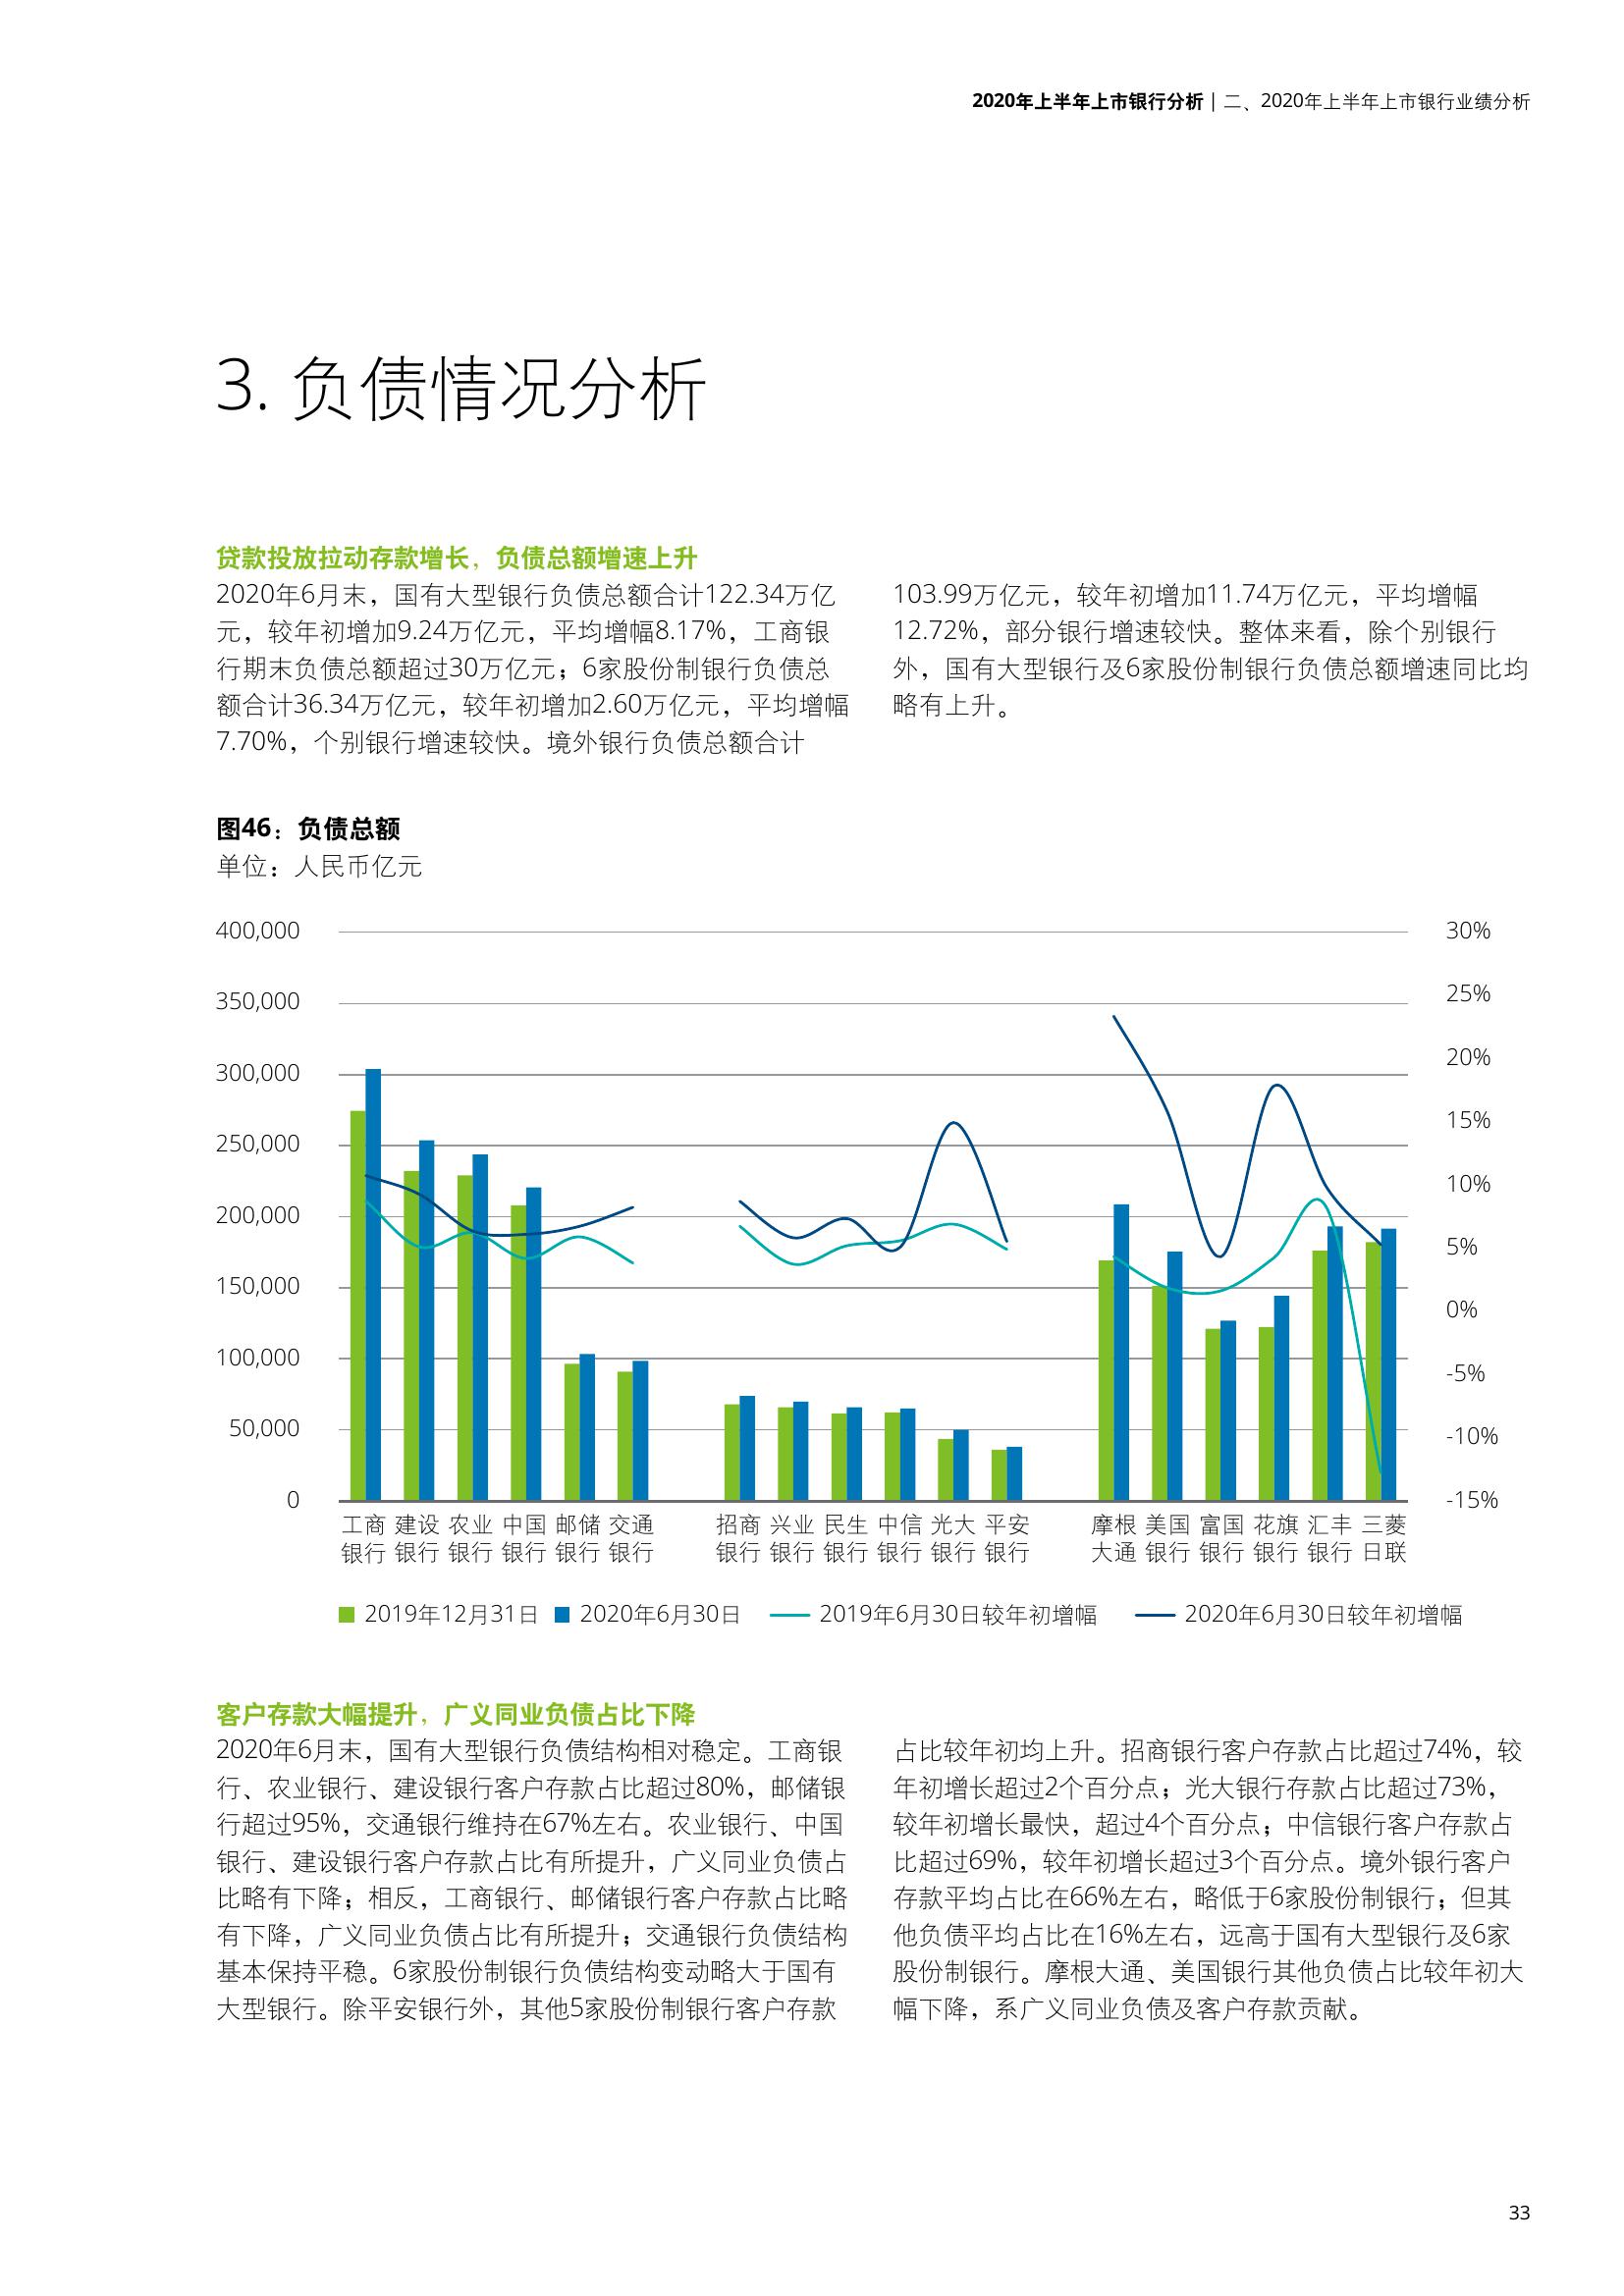 2020年上半年上市银行分析 | 二、2020年上半年上市银行业绩分析
3. 负债情况分析
贷款投放拉动存款增长，负债总额增速上升
2020年6月末，国有大型银行负债总额合计122.34万亿
元，较年初增加9.24万亿元，平均增幅8.17%，工商银
行期末负债总额超过30万亿元；6家股份制银行负债总
额合计36.34万亿元，较年初增加2.60万亿元，平均增幅
7.70%，个别银行增速较快。境外银行负债总额合计
103.99万亿元，较年初增加11.74万亿元，平均增幅
12.72%，部分银行增速较快。整体来看，除个别银行
外，国有大型银行及6家股份制银行负债总额增速同比均
略有上升。
图46：负债总额
单位：人民币亿元
400,000
350,000
300,000
250,000
200,000
150,000
100,000
50,000
0
30%
25%
20%
15%
10%
5%
0%
-5%
-10%
-15%
工商 建设 农业 中国 邮储 交通 招商 兴业 民生 中信 光大 平安 摩根 美国 富国 花旗 汇丰 三菱
银行 银行 银行 银行 银行 银行 银行 银行 银行 银行 银行 银行 大通 银行 银行 银行 银行 日联
2019年12月31日 2020年6月30日 2019年6月30日较年初增幅 2020年6月30日较年初增幅
客户存款大幅提升，广义同业负债占比下降
2020年6月末，国有大型银行负债结构相对稳定。工商银
行、农业银行、建设银行客户存款占比超过80%，邮储银
行超过95%，交通银行维持在67%左右。农业银行、中国
银行、建设银行客户存款占比有所提升，广义同业负债占
比略有下降；相反，工商银行、邮储银行客户存款占比略
有下降，广义同业负债占比有所提升；交通银行负债结构
基本保持平稳。6家股份制银行负债结构变动略大于国有
大型银行。除平安银行外，其他5家股份制银行客户存款
占比较年初均上升。招商银行客户存款占比超过74%，较
年初增长超过2个百分点；光大银行存款占比超过73%，
较年初增长最快，超过4个百分点；中信银行客户存款占
比超过69%，较年初增长超过3个百分点。境外银行客户
存款平均占比在66%左右，略低于6家股份制银行；但其
他负债平均占比在16%左右，远高于国有大型银行及6家
股份制银行。摩根大通、美国银行其他负债占比较年初大
幅下降，系广义同业负债及客户存款贡献。
33